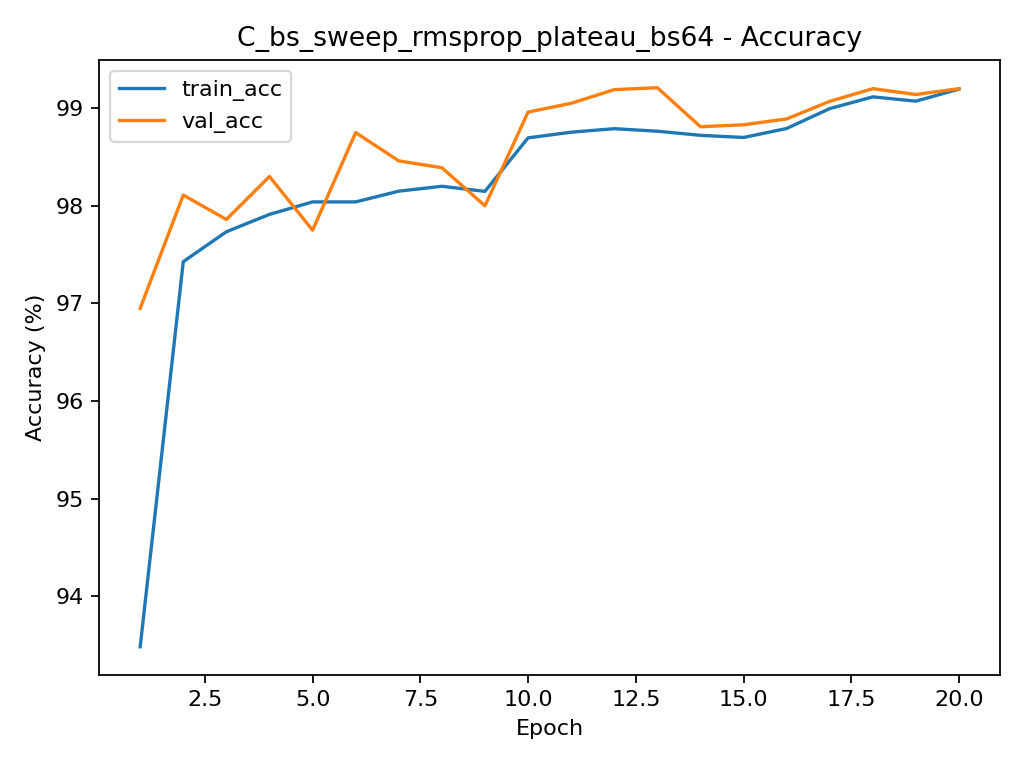 C_bs_sweep_rmsprop_plateau_bs64 - Accuracy
train_acc
val_acc
99
98
97
96
95
94
Accuracy (%)
2.5 5.0 7.5 10.0 12.5 15.0 17.5 20.0
Epoch